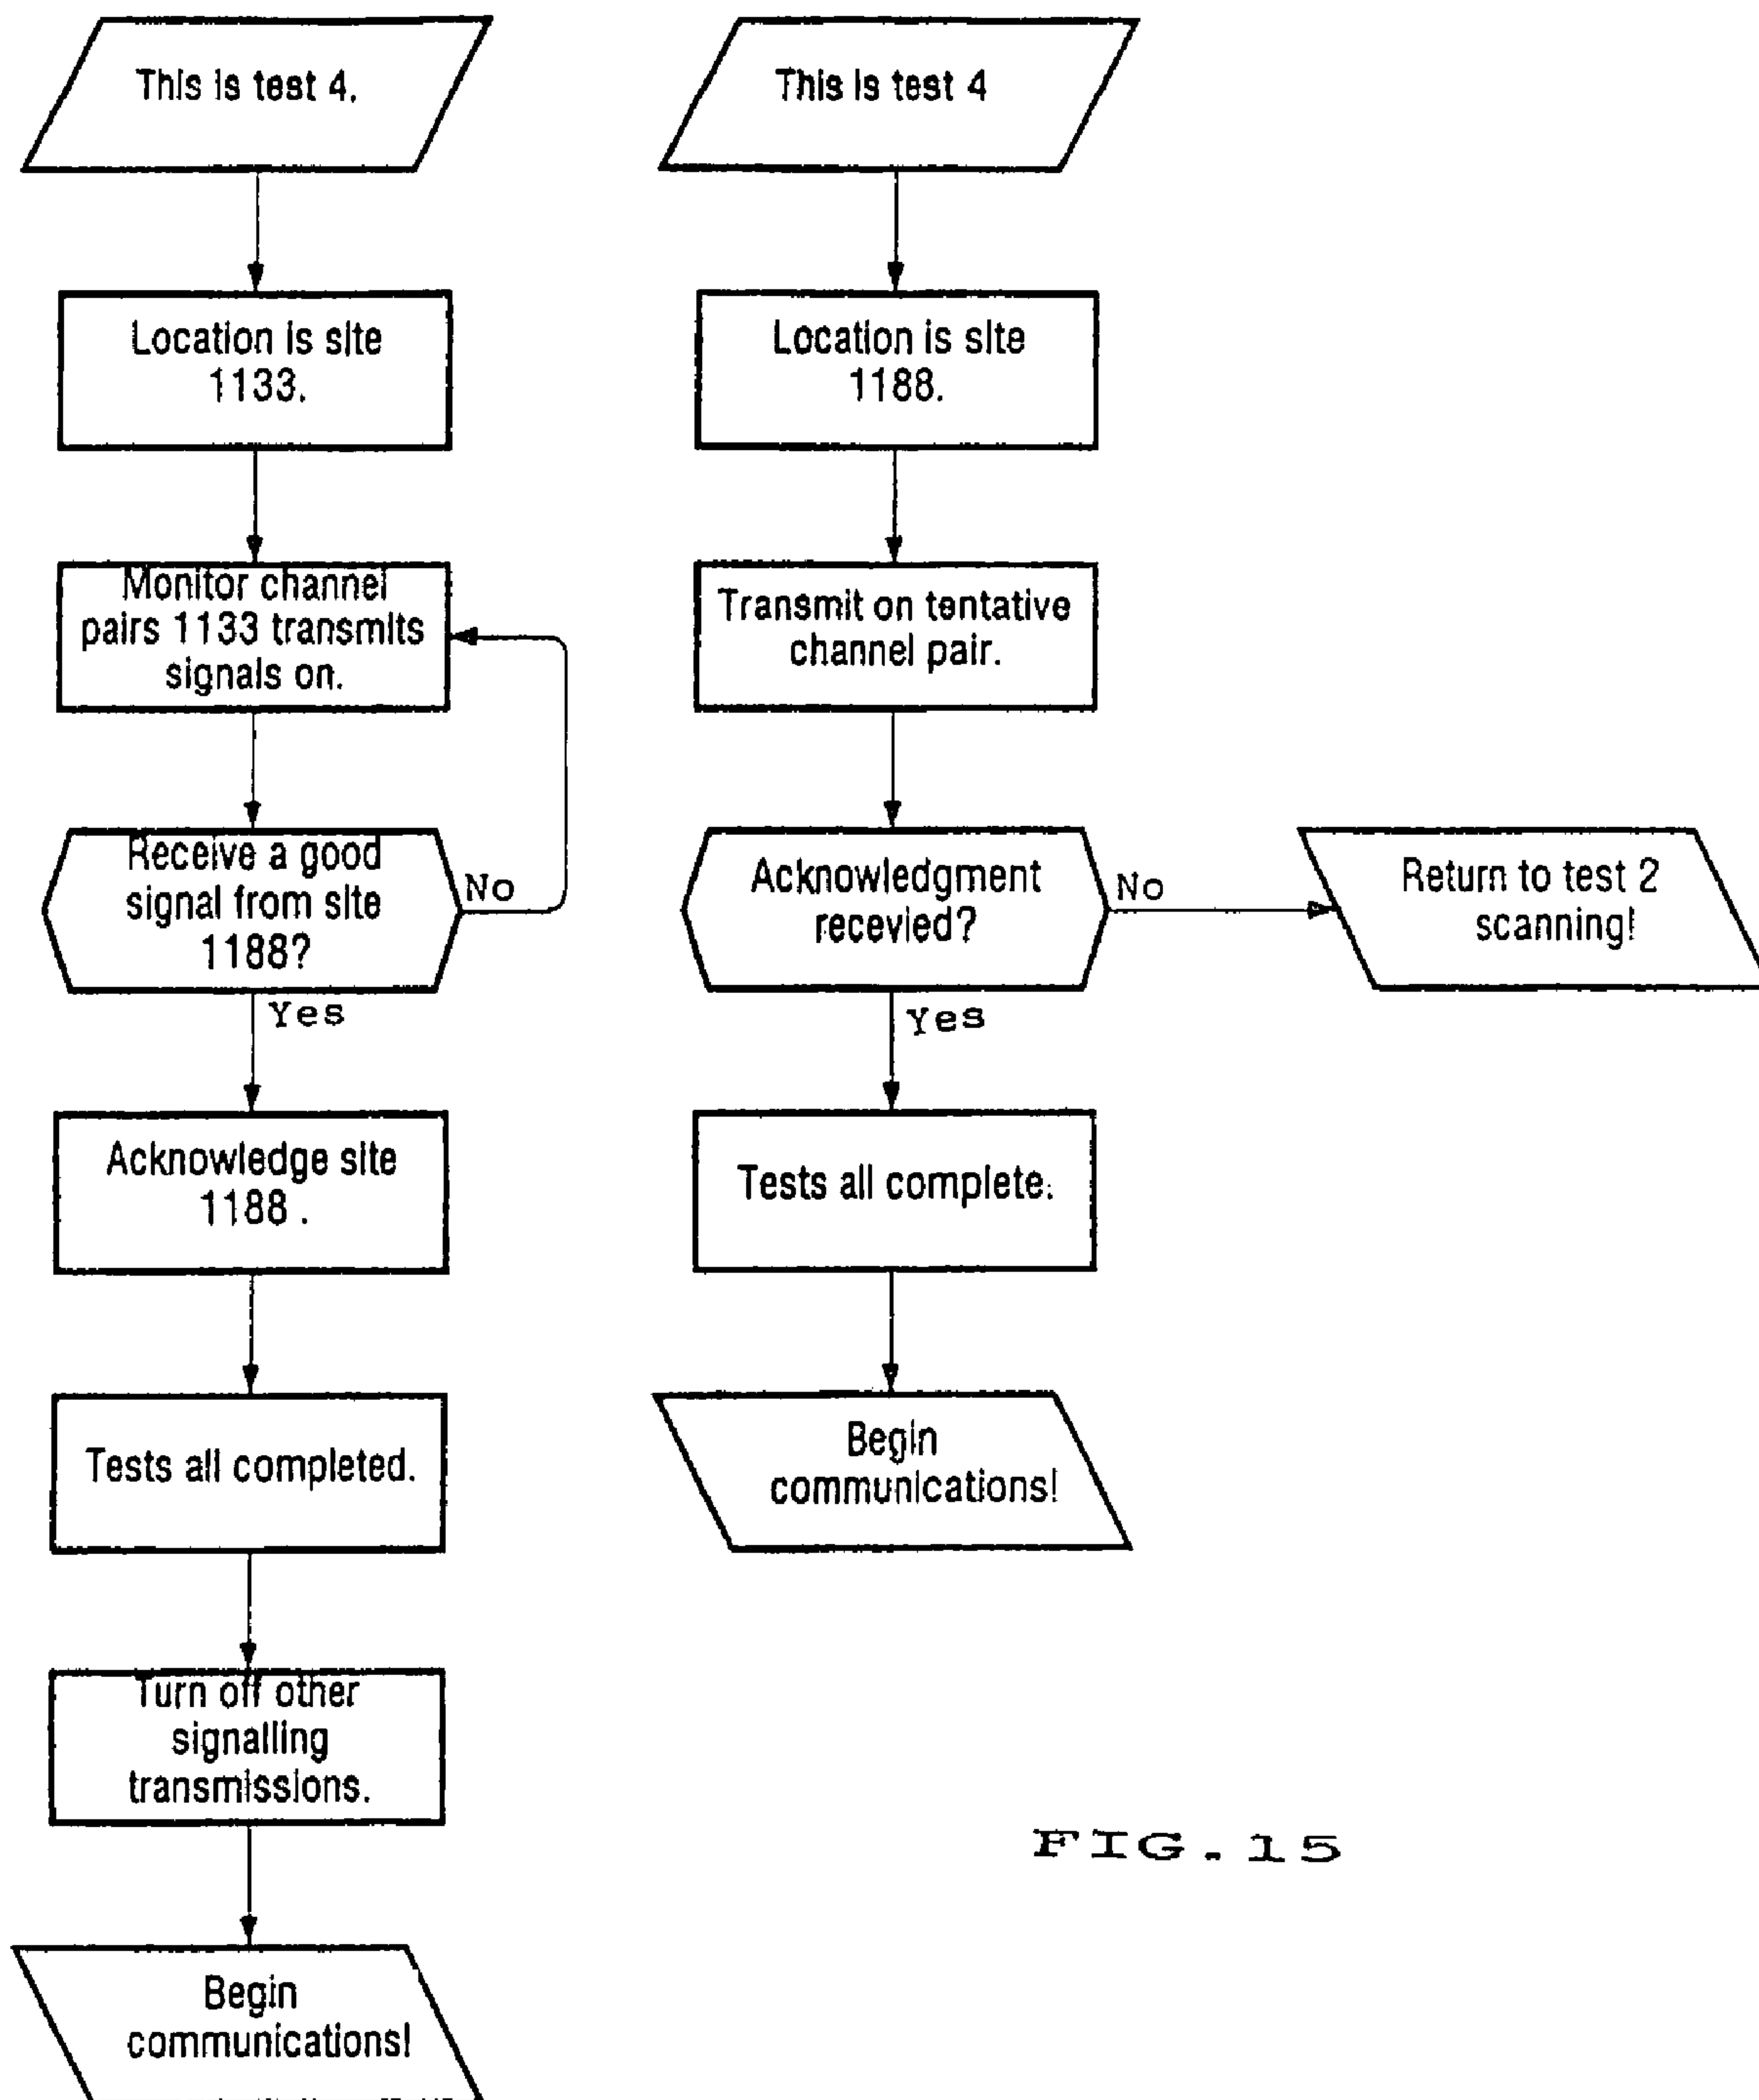 This is test 4.
Location is site
1133.
Monitor channel
pairs 1133 transmits
signals on.
Receive a good
signal from site
1188?
No
Yes
Acknowledge site
1188 .
Tests all completed.
Turn off other
signalling
transmissions.
Begin
communications!
This is test 4
Location is site
1188.
Transmit on tentative
channel pair.
Acknowledgment
recevied?
No
Return to test 2
scanning!
Yes
Tests all complete.
Begin
communications!
FIG.15